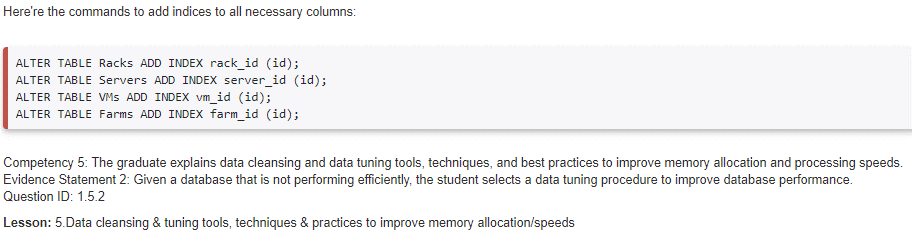 Here're the commands to add indices to all necessary columns:
ALTER TABLE Racks ADD INDEX rack_id (id);
ALTER TABLE Servers ADD INDEX server_id (id);
ALTER TABLE VMs ADD INDEX vm_id (id);
ALTER TABLE Farms ADD INDEX farm_id (id);
Competency 5: The graduate explains data cleansing and data tuning tools, techniques, and best practices to improve memory allocation and processing speeds.
Evidence Statement 2: Given a database that is not performing efficiently, the student selects a data tuning procedure to improve database performance.
Question ID: 1.5.2
Lesson: 5.Data cleansing & tuning tools, techniques & practices to improve memory allocation/speeds